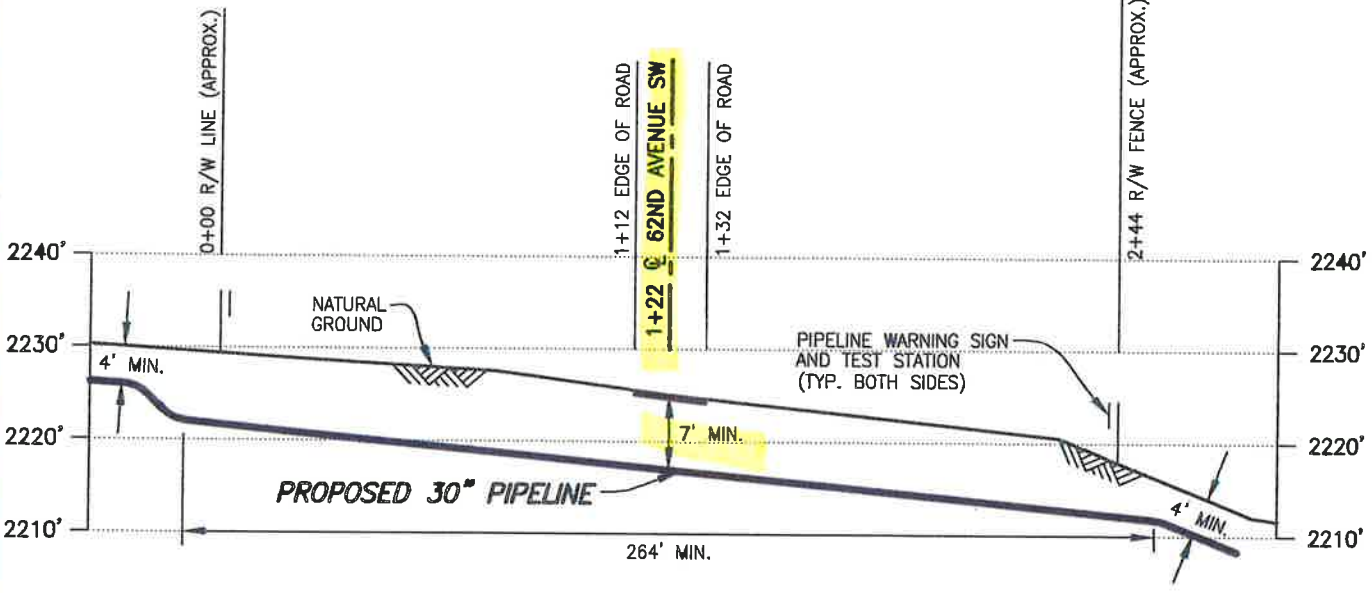 0+00 R/W LINE (APPROX.)
1+12 EDGE OF ROAD
1+22 ℄ 62ND AVENUE SW
1+32 EDGE OF ROAD
2+44 R/W FENCE (APPROX.)
2240'
2240'
NATURAL
GROUND
2230'
4' MIN.
PIPELINE WARNING SIGN
AND TEST STATION
(TYP. BOTH SIDES)
2230'
2220'
7' MIN.
2220'
PROPOSED 30" PIPELINE
4' MIN.
2210'
264' MIN.
2210'